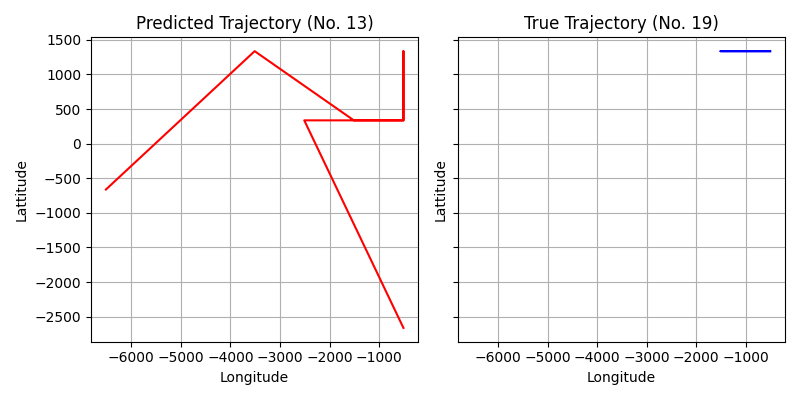 Predicted Trajectory (No. 13)
True Trajectory (No. 19)
1500
1000
500
0
−500
−1000
−1500
−2000
−2500
Lattitude
Lattitude
−6000 −5000 −4000 −3000 −2000 −1000
−6000 −5000 −4000 −3000 −2000 −1000
Longitude
Longitude